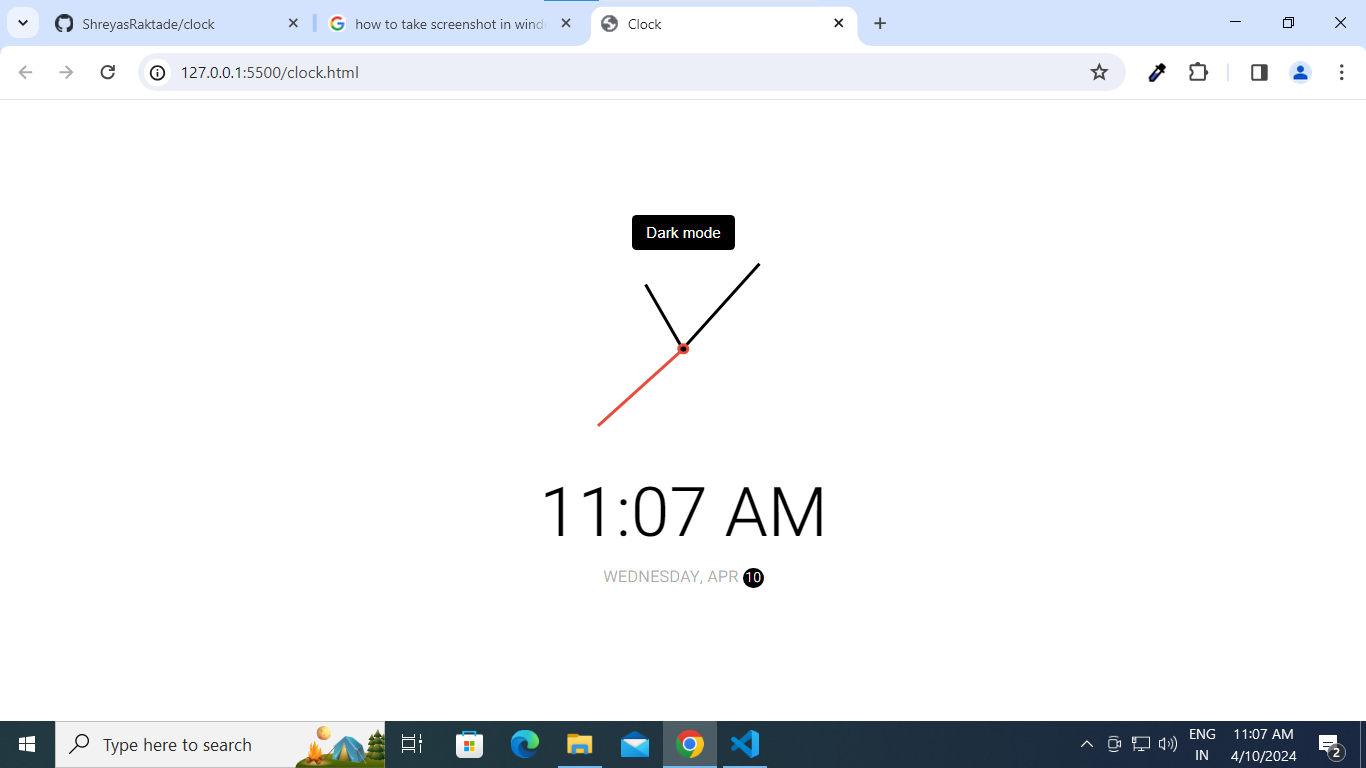 ShreyasRaktade/clock
how to take screenshot in wind
Clock
127.0.0.1:5500/clock.html
Dark mode
11:07 AM
WEDNESDAY, APR 10
Type here to search
ENG
IN
11:07 AM
4/10/2024
2